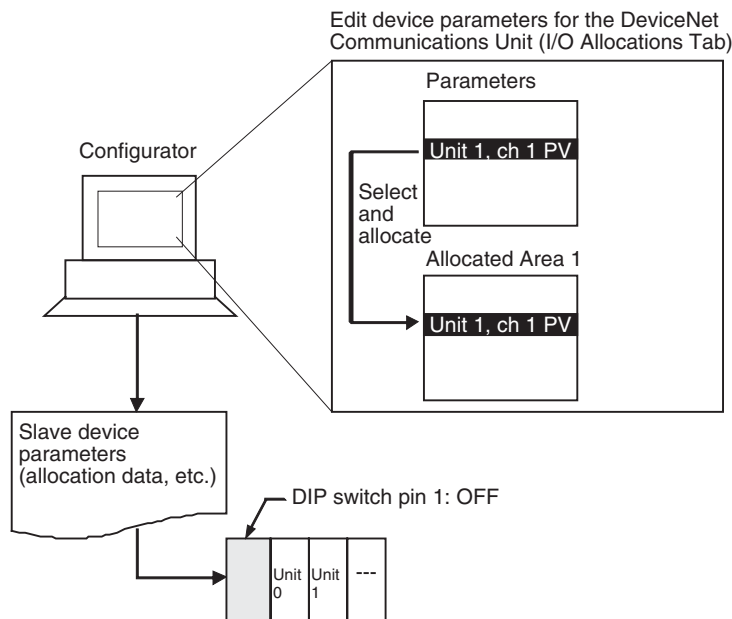 Edit device parameters for the DeviceNet
Communications Unit (I/O Allocations Tab)
Parameters
Unit 1, ch 1 PV
Configurator
Select
and
allocate
Allocated Area 1
Unit 1, ch 1 PV
Slave device
parameters
(allocation data, etc.)
DIP switch pin 1: OFF
Unit
0
Unit
1
---